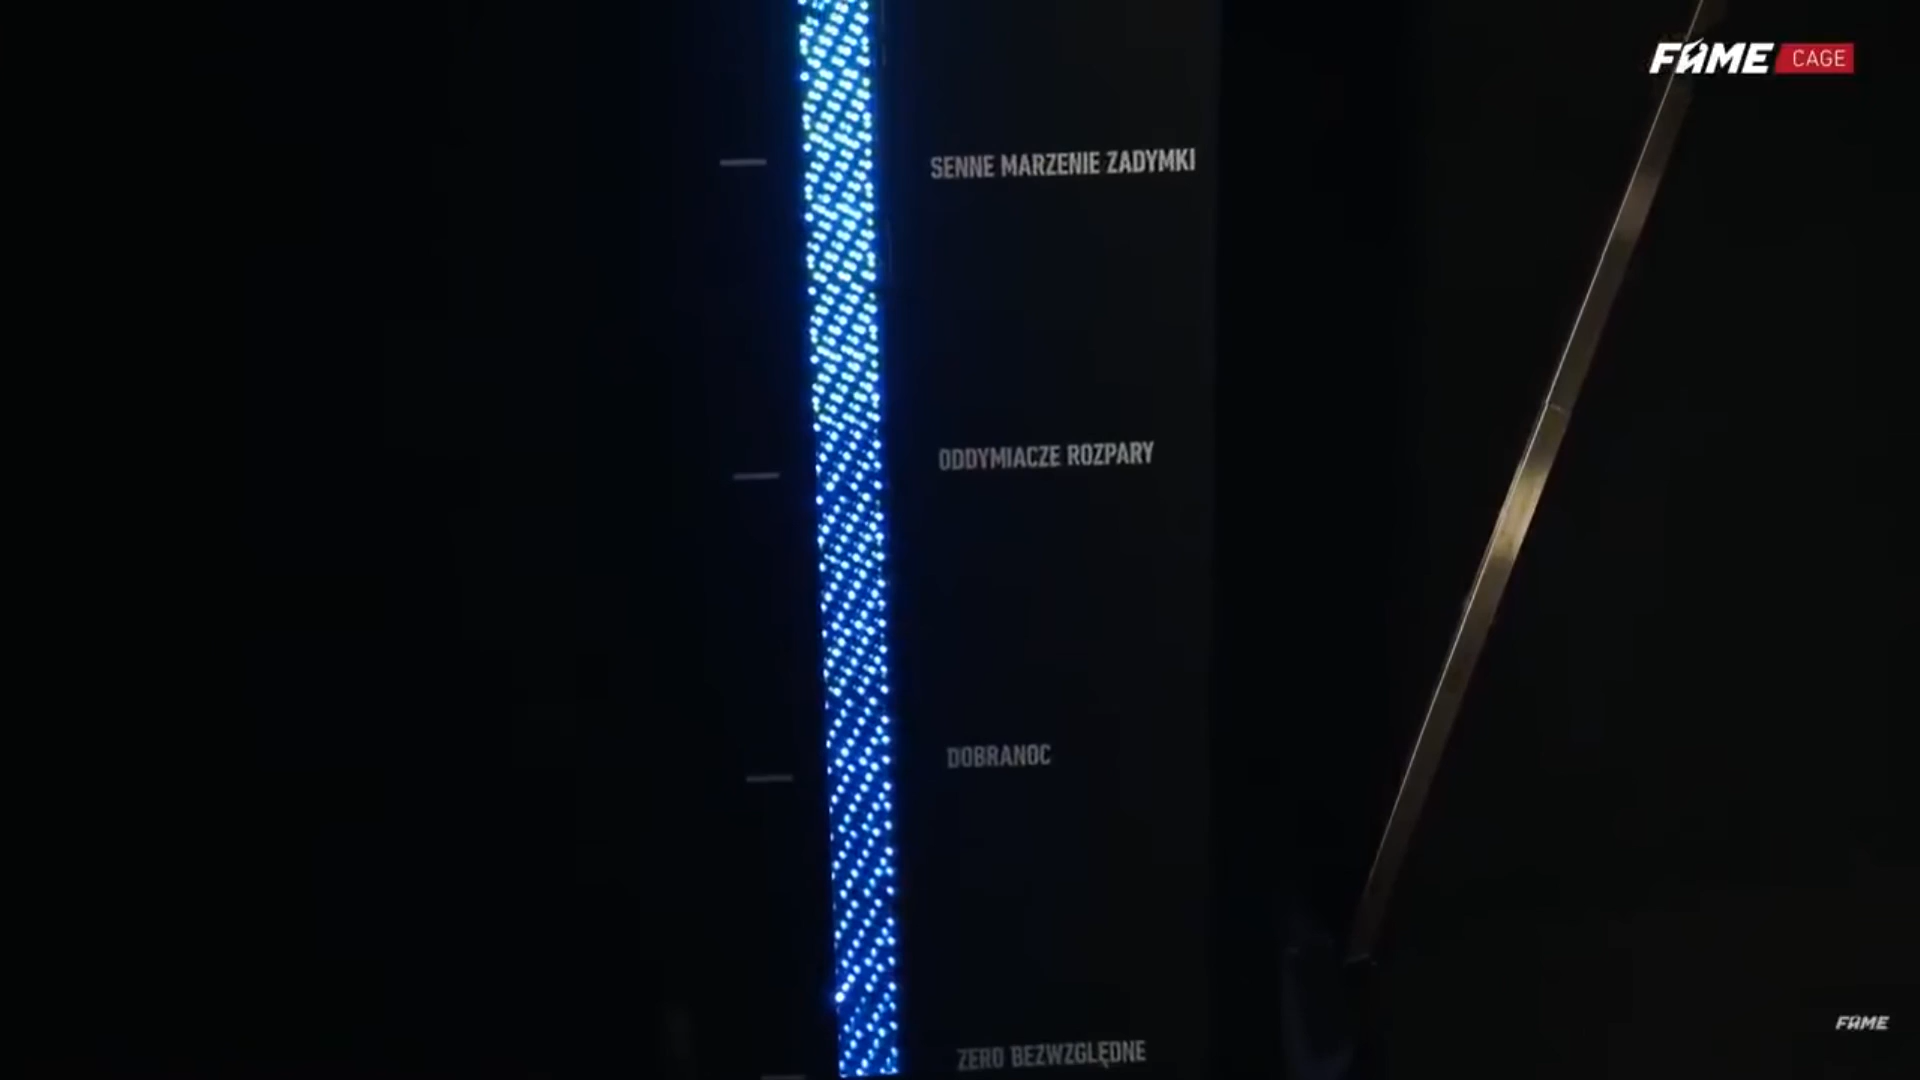 FAME CAGE
SENNE MARZENIE ZADYMKI
ODDYMIACZE ROZPARY
DOBRANOC
ZERO BEZWZGLĘDNE
FAME